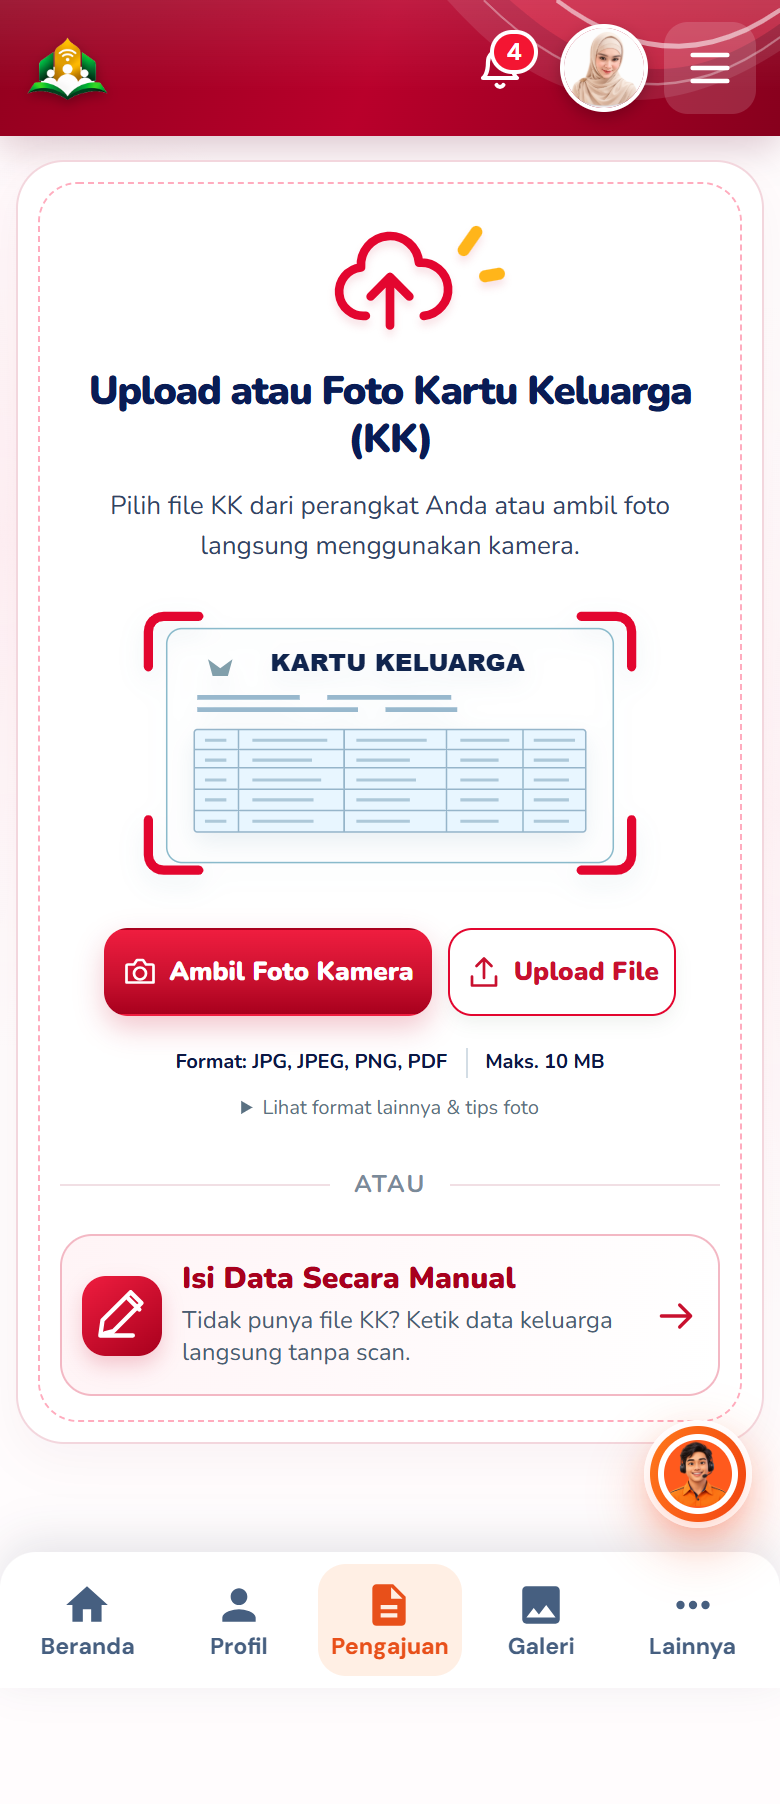 4
Upload atau Foto Kartu Keluarga
(KK)
Pilih file KK dari perangkat Anda atau ambil foto
langsung menggunakan kamera.
KARTU KELUARGA
Ambil Foto Kamera
Upload File
Format: JPG, JPEG, PNG, PDF
Maks. 10 MB
Lihat format lainnya & tips foto
ATAU
Isi Data Secara Manual
Tidak punya file KK? Ketik data keluarga
langsung tanpa scan.
Beranda
Profil
Pengajuan
Galeri
Lainnya